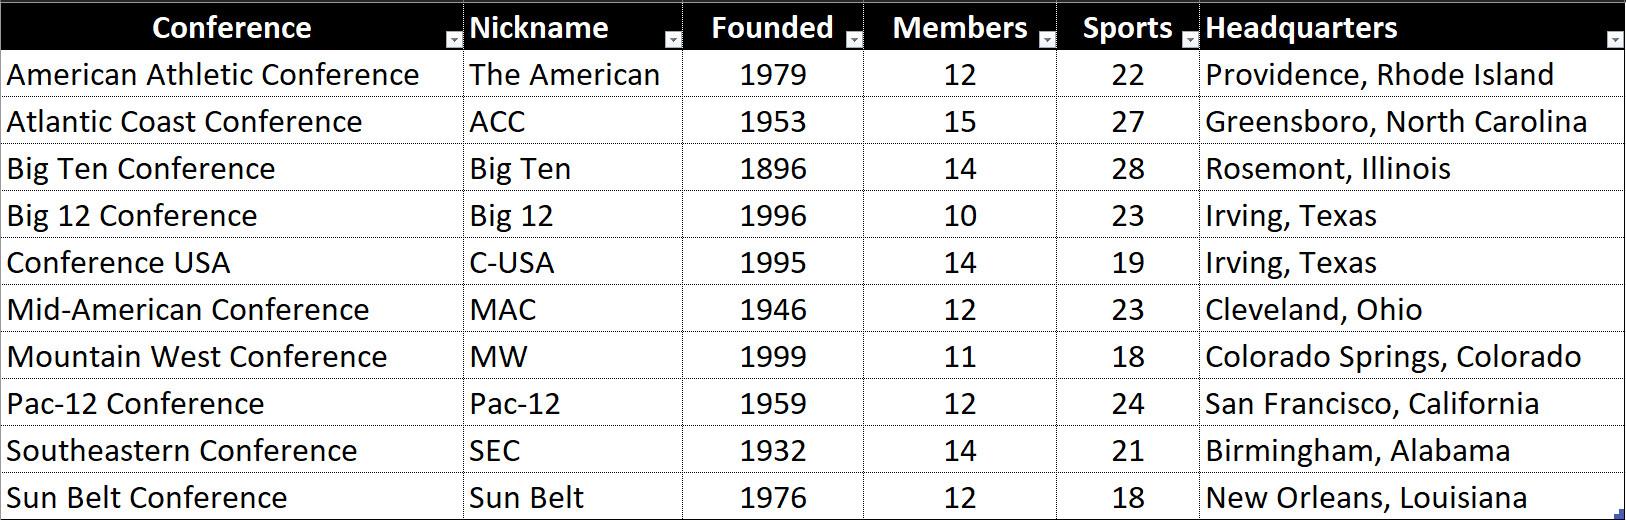 Conference Nickname Founded Members Sports Headquarters
American Athletic Conference The American 1979 12 22 Providence, Rhode Island
Atlantic Coast Conference ACC 1953 15 27 Greensboro, North Carolina
Big Ten Conference Big Ten 1896 14 28 Rosemont, Illinois
Big 12 Conference Big 12 1996 10 23 Irving, Texas
Conference USA C-USA 1995 14 19 Irving, Texas
Mid-American Conference MAC 1946 12 23 Cleveland, Ohio
Mountain West Conference MW 1999 11 18 Colorado Springs, Colorado
Pac-12 Conference Pac-12 1959 12 24 San Francisco, California
Southeastern Conference SEC 1932 14 21 Birmingham, Alabama
Sun Belt Conference Sun Belt 1976 12 18 New Orleans, Louisiana